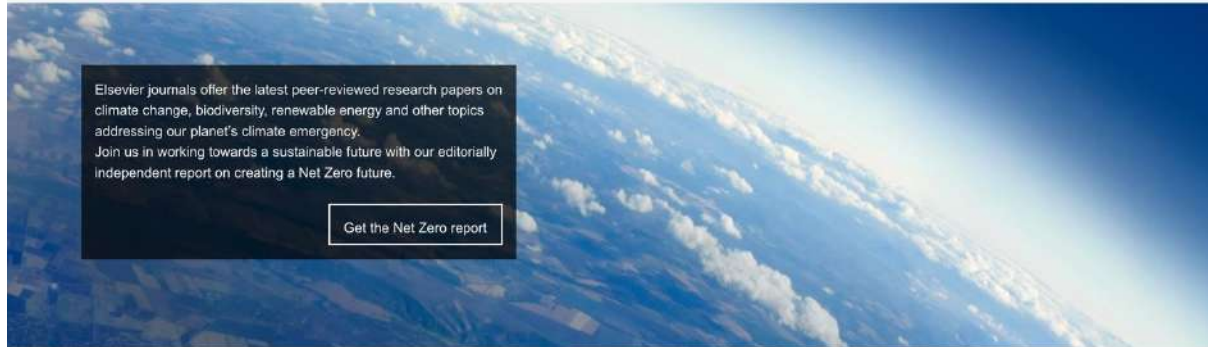 Elsevier journals offer the latest peer-reviewed research papers on
climate change, biodiversity, renewable energy and other topics
addressing our planet's climate emergency.
Join us in working towards a sustainable future with our editorially
independent report on creating a Net Zero future.
Get the Net Zero report